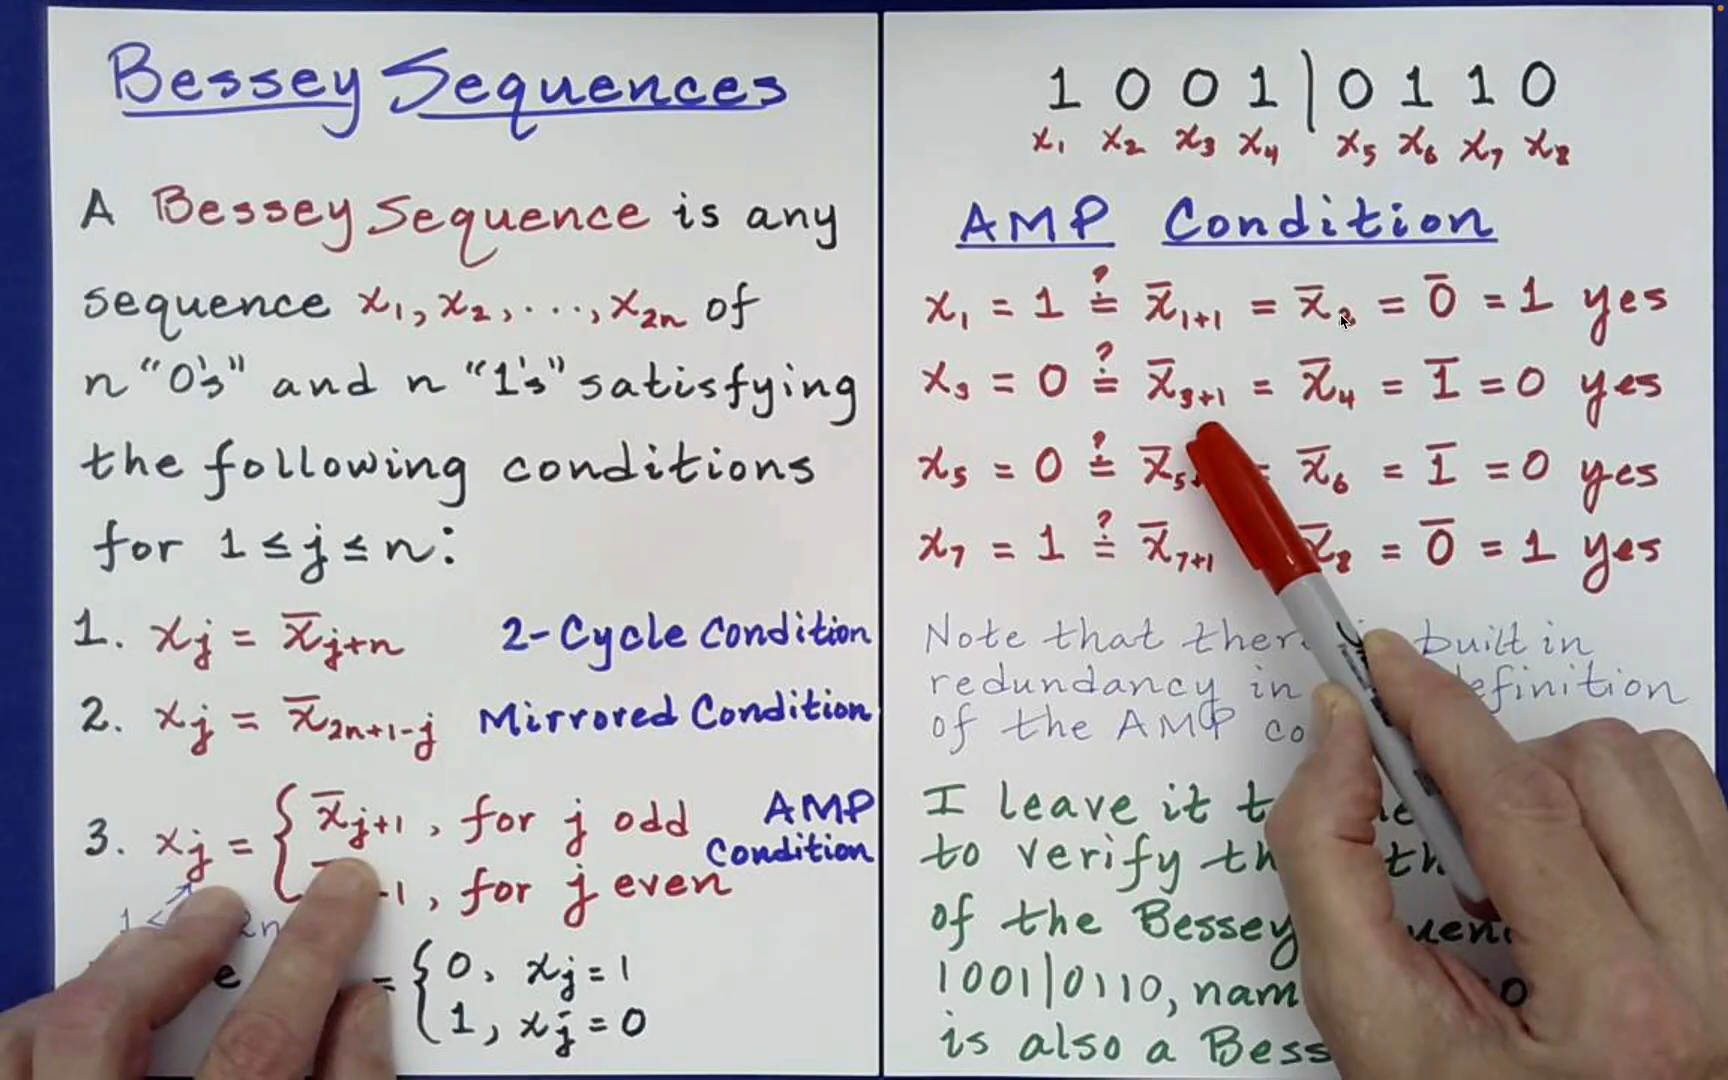 Bessey Sequences
A Bessey Sequence is any
sequence x₁, x₂, ..., x₂ₙ of
n "0's" and n "1's" satisfying
the following conditions
for 1 ≤ j ≤ n:
1. xⱼ = x̅ⱼ₊ₙ 2-Cycle Condition
2. xⱼ = x̅₂ₙ₊₁₋ⱼ Mirrored Condition
3. xⱼ = { x̅ⱼ₊₁, for j odd AMP
-1, for j even Condition
= { 0, xⱼ = 1
1, xⱼ = 0
1 0 0 1 | 0 1 1 0
x₁ x₂ x₃ x₄ x₅ x₆ x₇ x₈
AMP Condition
x₁ = 1 ≟ x̅₁₊₁ = x̅₂ = 0̅ = 1 yes
x₃ = 0 ≟ x̅₃₊₁ = x̅₄ = 1̅ = 0 yes
x₅ = 0 ≟ x̅₅ = x̅₆ = 1̅ = 0 yes
x₇ = 1 ≟ x̅₇₊₁ x̅₈ = 0̅ = 1 yes
Note that built in
redundancy in
of the AMP
I leave it
to verify
of the Bessey
1001|0110,
is also a